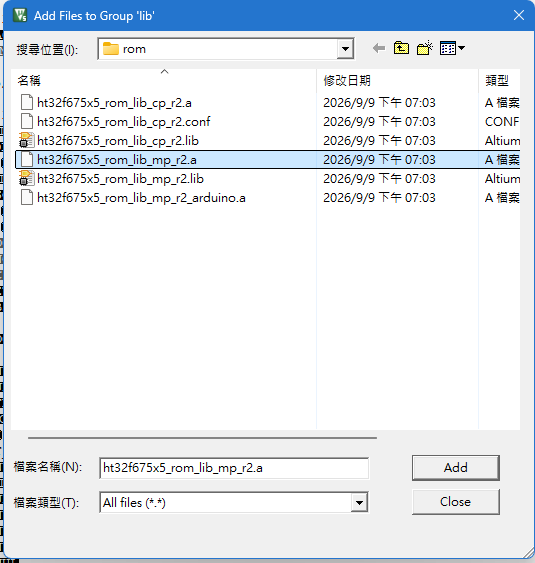 Add Files to Group 'lib'
搜尋位置(I): rom
名稱 修改日期 類型
ht32f675x5_rom_lib_cp_r2.a 2026/9/9 下午 07:03 A 檔案
ht32f675x5_rom_lib_cp_r2.conf 2026/9/9 下午 07:03 CONF
ht32f675x5_rom_lib_cp_r2.lib 2026/9/9 下午 07:03 Altium
ht32f675x5_rom_lib_mp_r2.a 2026/9/9 下午 07:03 A 檔案
ht32f675x5_rom_lib_mp_r2.lib 2026/9/9 下午 07:03 Altium
ht32f675x5_rom_lib_mp_r2_arduino.a 2026/9/9 下午 07:03 A 檔案
檔案名稱(N): ht32f675x5_rom_lib_mp_r2.a Add
檔案類型(T): All files (*.*) Close